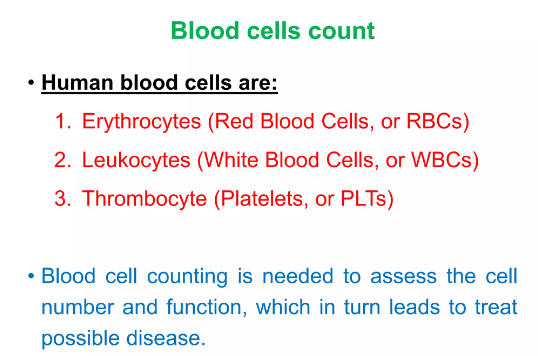 Blood cells count
• Human blood cells are:
1. Erythrocytes (Red Blood Cells, or RBCs)
2. Leukocytes (White Blood Cells, or WBCs)
3. Thrombocyte (Platelets, or PLTs)
• Blood cell counting is needed to assess the cell
number and function, which in turn leads to treat
possible disease.